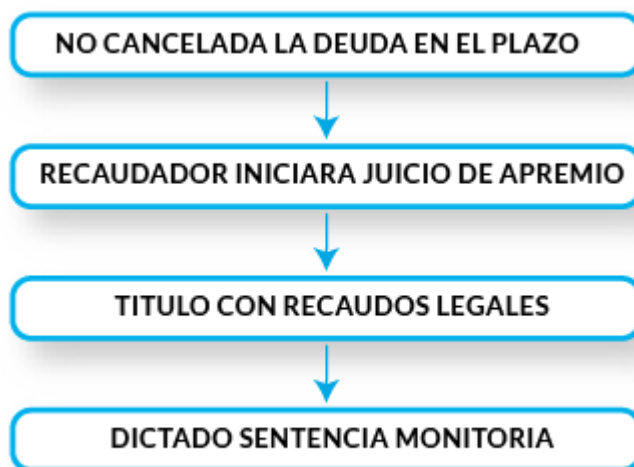 NO CANCELADA LA DEUDA EN EL PLAZO
RECAUDADOR INICIARA JUICIO DE APREMIO
TITULO CON RECAUDOS LEGALES
DICTADO SENTENCIA MONITORIA